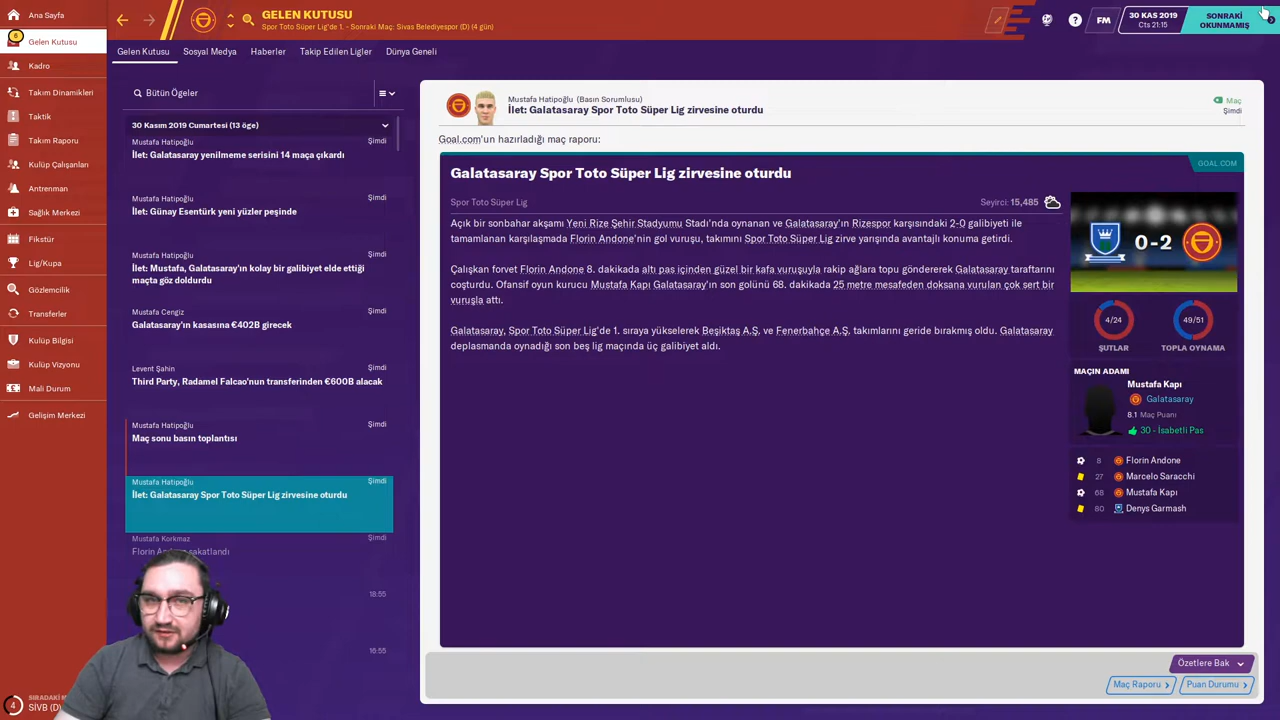 GELEN KUTUSU
Spor Toto Süper Lig'de 1. - Sonraki Maç: Sivas Belediyespor (D) (4 gün)
?
FM
30 KAS 2019
Cts 21:15
SONRAKİ
OKUNMAMIŞ
Ana Sayfa
8
Gelen Kutusu
Kadro
Takım Dinamikleri
Taktik
Takım Raporu
Kulüp Çalışanları
Antrenman
Sağlık Merkezi
Fikstür
Lig/Kupa
Gözlemcilik
Transferler
Kulüp Bilgisi
Kulüp Vizyonu
Mali Durum
Gelişim Merkezi
4
SIRADAKİ
SİVB (D)
Gelen Kutusu
Sosyal Medya
Haberler
Takip Edilen Ligler
Dünya Geneli
Bütün Ögeler
30 Kasım 2019 Cumartesi (13 öge)
Mustafa Hatipoğlu Şimdi
İlet: Galatasaray yenilmeme serisini 14 maça çıkardı
Mustafa Hatipoğlu Şimdi
İlet: Günay Esentürk yeni yüzler peşinde
Mustafa Hatipoğlu Şimdi
İlet: Mustafa, Galatasaray'ın kolay bir galibiyet elde ettiği
maçta göz doldurdu
Mustafa Cengiz Şimdi
Galatasaray'ın kasasına €402B girecek
Levent Şahin Şimdi
Third Party, Radamel Falcao'nun transferinden €600B alacak
Mustafa Hatipoğlu Şimdi
Maç sonu basın toplantısı
Mustafa Hatipoğlu Şimdi
İlet: Galatasaray Spor Toto Süper Lig zirvesine oturdu
Mustafa Korkmaz Şimdi
Florin Andone sakatlandı
18:55
16:55
Mustafa Hatipoğlu (Basın Sorumlusu)
İlet: Galatasaray Spor Toto Süper Lig zirvesine oturdu
Maç
Şimdi
Goal.com'un hazırladığı maç raporu:
GOAL.COM
Galatasaray Spor Toto Süper Lig zirvesine oturdu
Spor Toto Süper Lig
Seyirci: 15,485
Açık bir sonbahar akşamı Yeni Rize Şehir Stadyumu Stadı'nda oynanan ve Galatasaray'ın Rizespor karşısındaki 2-0 galibiyeti ile
tamamlanan karşılaşmada Florin Andone'nin gol vuruşu, takımını Spor Toto Süper Lig zirve yarışında avantajlı konuma getirdi.
Çalışkan forvet Florin Andone 8. dakikada altı pas içinden güzel bir kafa vuruşuyla rakip ağlara topu göndererek Galatasaray taraftarını
coşturdu. Ofansif oyun kurucu Mustafa Kapı Galatasaray'ın son golünü 68. dakikada 25 metre mesafeden doksana vurulan çok sert bir
vuruşla attı.
Galatasaray, Spor Toto Süper Lig'de 1. sıraya yükselerek Beşiktaş A.Ş. ve Fenerbahçe A.Ş. takımlarını geride bırakmış oldu. Galatasaray
deplasmanda oynadığı son beş lig maçında üç galibiyet aldı.
0-2
4/24
49/51
ŞUTLAR
TOPLA OYNAMA
MAÇIN ADAMI
Mustafa Kapı
Galatasaray
8.1 Maç Puanı
30 - İsabetli Pas
8 Florin Andone
27 Marcelo Saracchi
68 Mustafa Kapı
80 Denys Garmash
Özetlere Bak
Maç Raporu
Puan Durumu